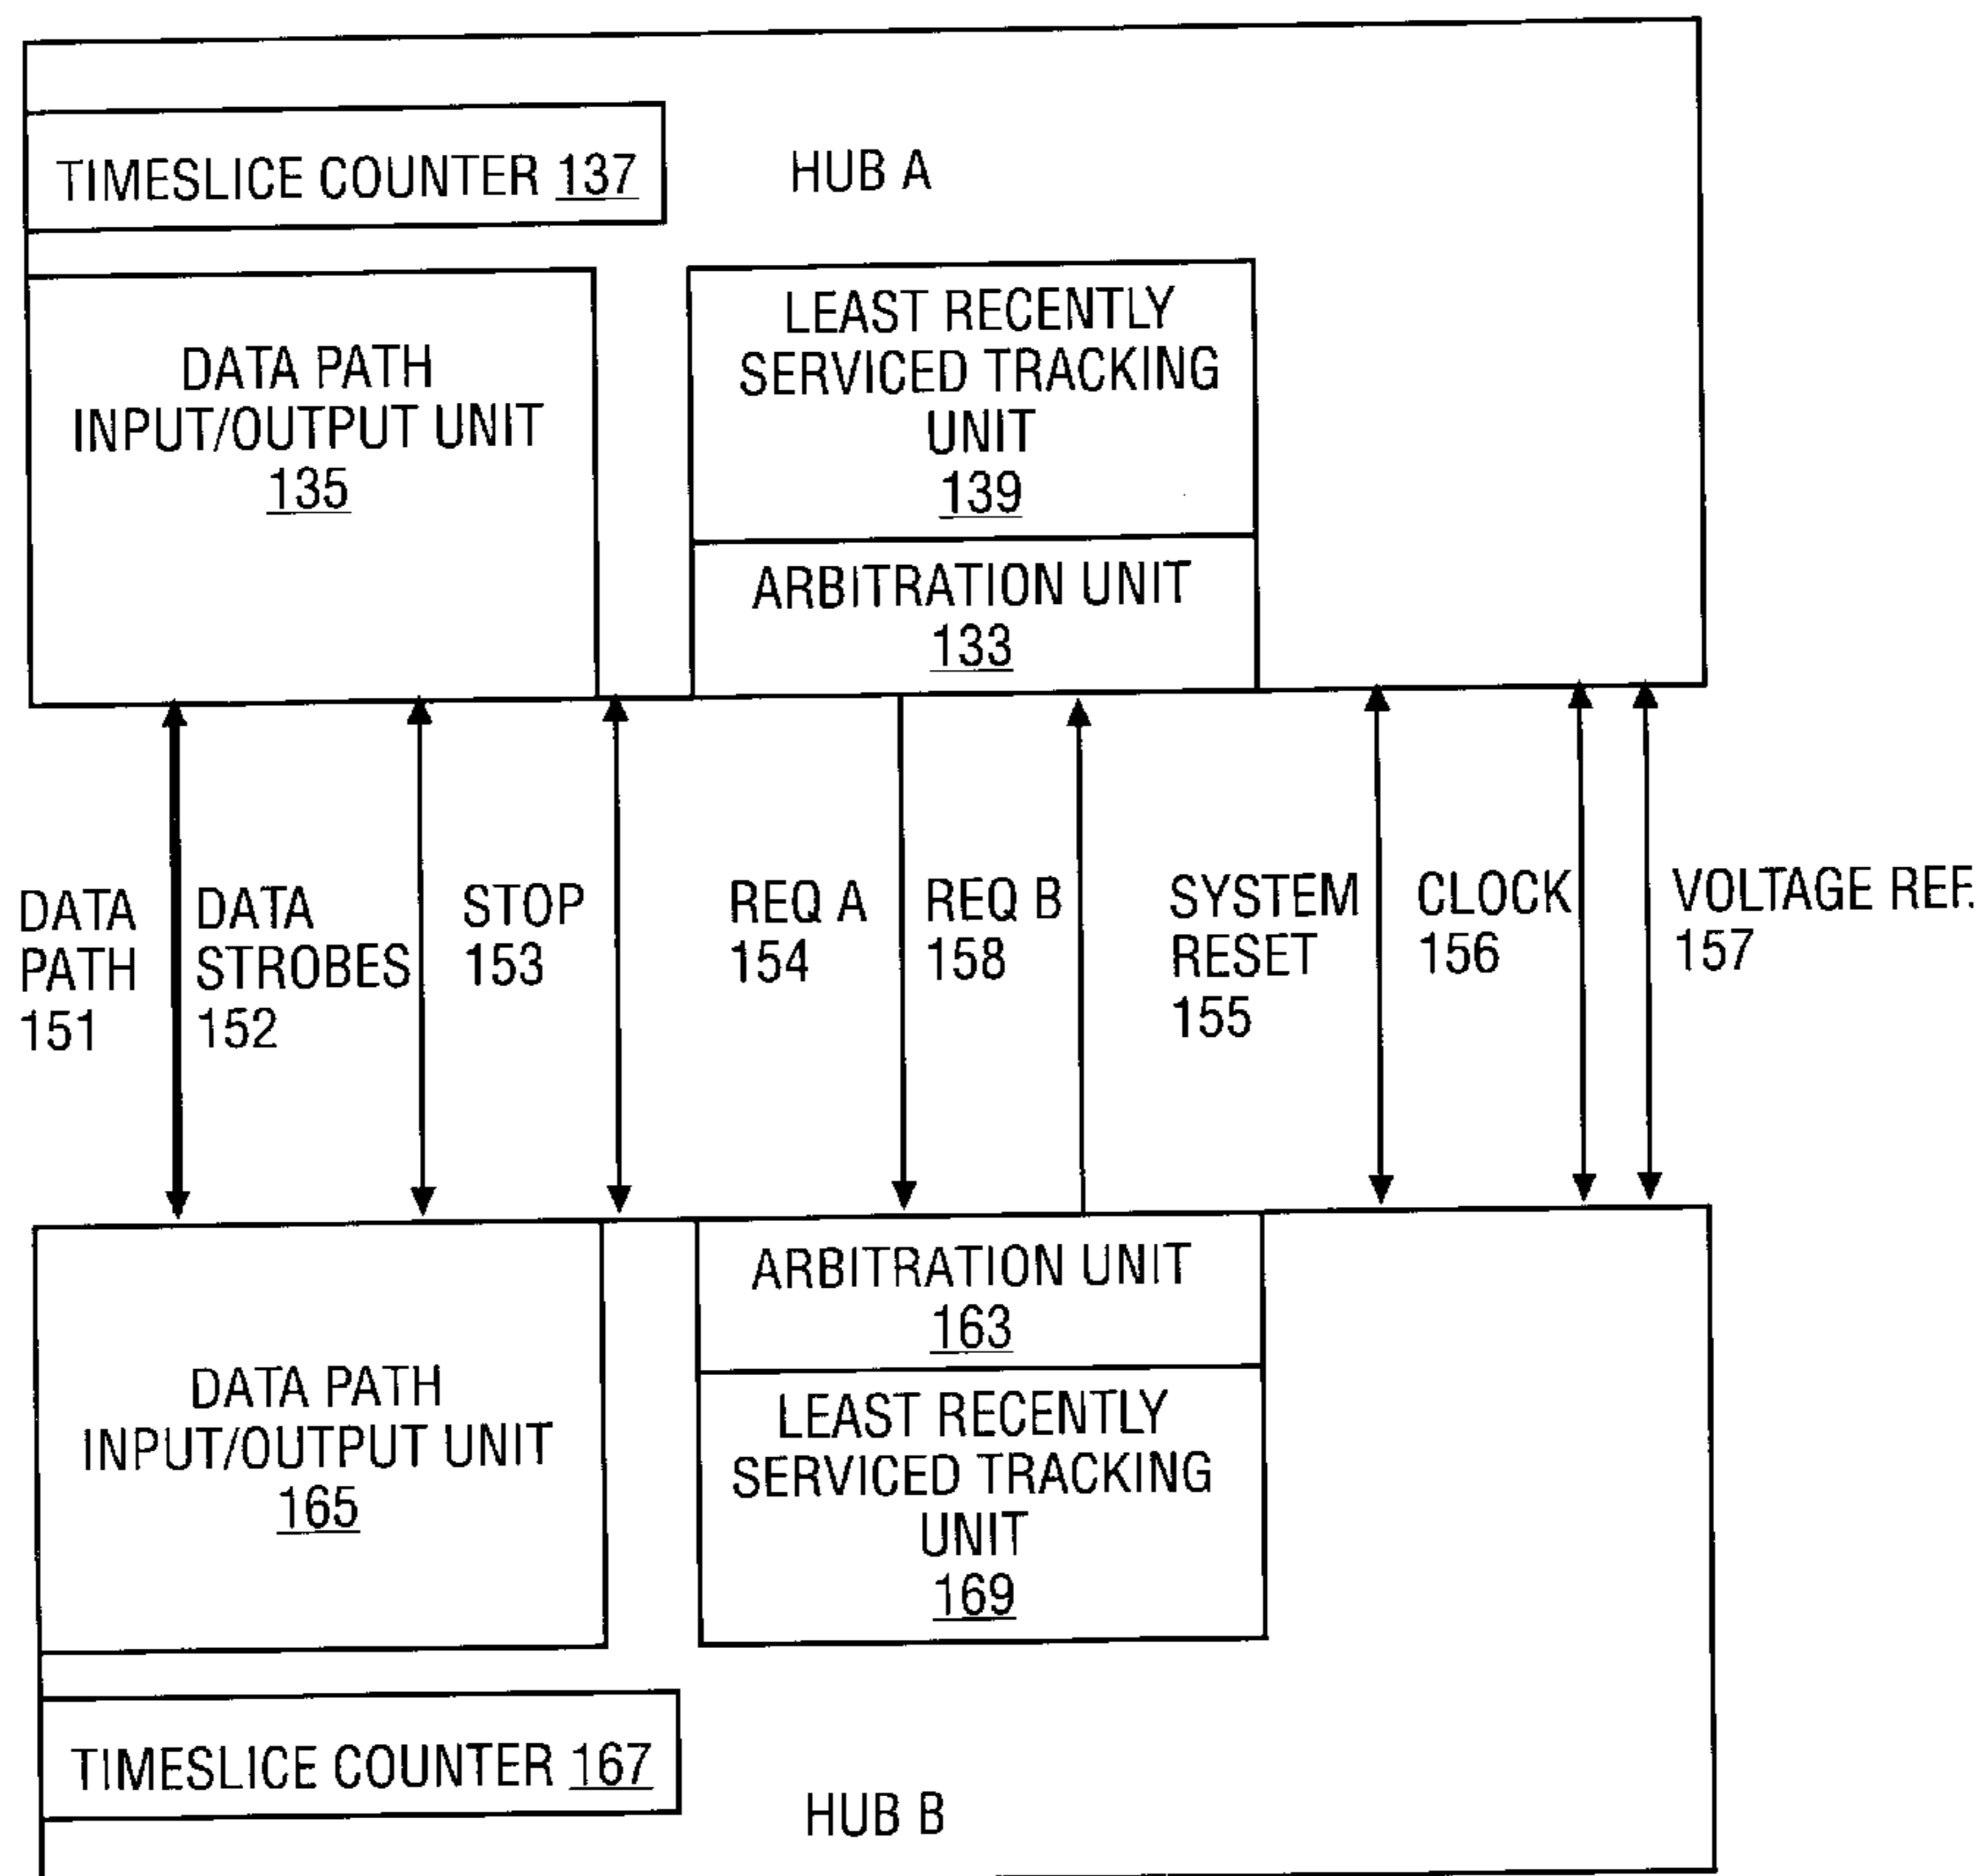 TIMESLICE COUNTER 137
HUB A
DATA PATH
INPUT/OUTPUT UNIT
135
LEAST RECENTLY
SERVICED TRACKING
UNIT
139
ARBITRATION UNIT
133
DATA
PATH
151
DATA
STROBES
152
STOP
153
REQ A
154
REQ B
158
SYSTEM
RESET
155
CLOCK
156
VOLTAGE REF.
157
DATA PATH
INPUT/OUTPUT UNIT
165
ARBITRATION UNIT
163
LEAST RECENTLY
SERVICED TRACKING
UNIT
169
TIMESLICE COUNTER 167
HUB B